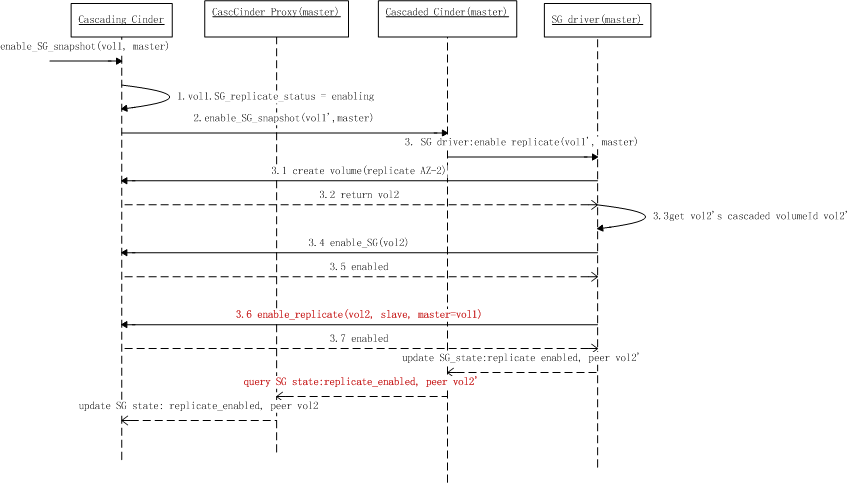 Cascading Cinder
CascCinder Proxy(master)
Cascaded Cinder(master)
SG driver(master)
enable_SG_snapshot(vol1, master)
1.vol1.SG_replicate_status = enabling
2.enable_SG_snapshot(vol1',master)
3. SG driver:enable replicate(vol1', master)
3.1 create volume(replicate AZ-2)
3.2 return vol2
3.3get vol2's cascaded volumeId vol2'
3.4 enable_SG(vol2)
3.5 enabled
3.6 enable_replicate(vol2, slave, master=vol1)
3.7 enabled
update SG_state:replicate enabled, peer vol2'
query SG state:replicate_enabled, peer vol2'
update SG state: replicate_enabled, peer vol2